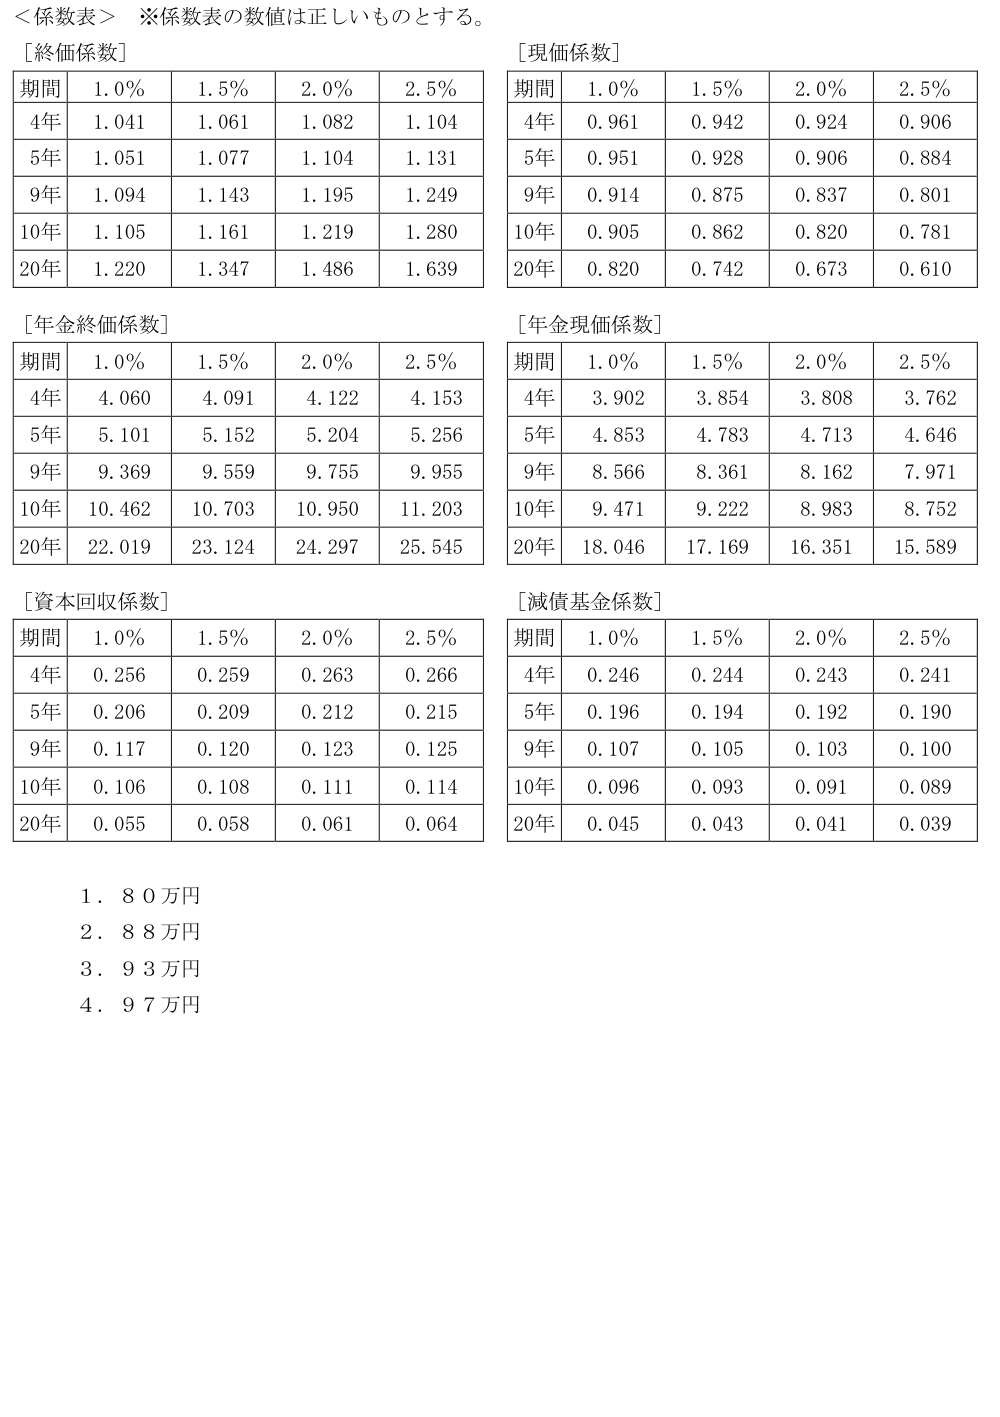 ＜係数表＞　※係数表の数値は正しいものとする。
［終価係数］
期間 1.0% 1.5% 2.0% 2.5%
4年 1.041 1.061 1.082 1.104
5年 1.051 1.077 1.104 1.131
9年 1.094 1.143 1.195 1.249
10年 1.105 1.161 1.219 1.280
20年 1.220 1.347 1.486 1.639
［現価係数］
期間 1.0% 1.5% 2.0% 2.5%
4年 0.961 0.942 0.924 0.906
5年 0.951 0.928 0.906 0.884
9年 0.914 0.875 0.837 0.801
10年 0.905 0.862 0.820 0.781
20年 0.820 0.742 0.673 0.610
［年金終価係数］
期間 1.0% 1.5% 2.0% 2.5%
4年 4.060 4.091 4.122 4.153
5年 5.101 5.152 5.204 5.256
9年 9.369 9.559 9.755 9.955
10年 10.462 10.703 10.950 11.203
20年 22.019 23.124 24.297 25.545
［年金現価係数］
期間 1.0% 1.5% 2.0% 2.5%
4年 3.902 3.854 3.808 3.762
5年 4.853 4.783 4.713 4.646
9年 8.566 8.361 8.162 7.971
10年 9.471 9.222 8.983 8.752
20年 18.046 17.169 16.351 15.589
［資本回収係数］
期間 1.0% 1.5% 2.0% 2.5%
4年 0.256 0.259 0.263 0.266
5年 0.206 0.209 0.212 0.215
9年 0.117 0.120 0.123 0.125
10年 0.106 0.108 0.111 0.114
20年 0.055 0.058 0.061 0.064
［減債基金係数］
期間 1.0% 1.5% 2.0% 2.5%
4年 0.246 0.244 0.243 0.241
5年 0.196 0.194 0.192 0.190
9年 0.107 0.105 0.103 0.100
10年 0.096 0.093 0.091 0.089
20年 0.045 0.043 0.041 0.039
１．８０万円
２．８８万円
３．９３万円
４．９７万円